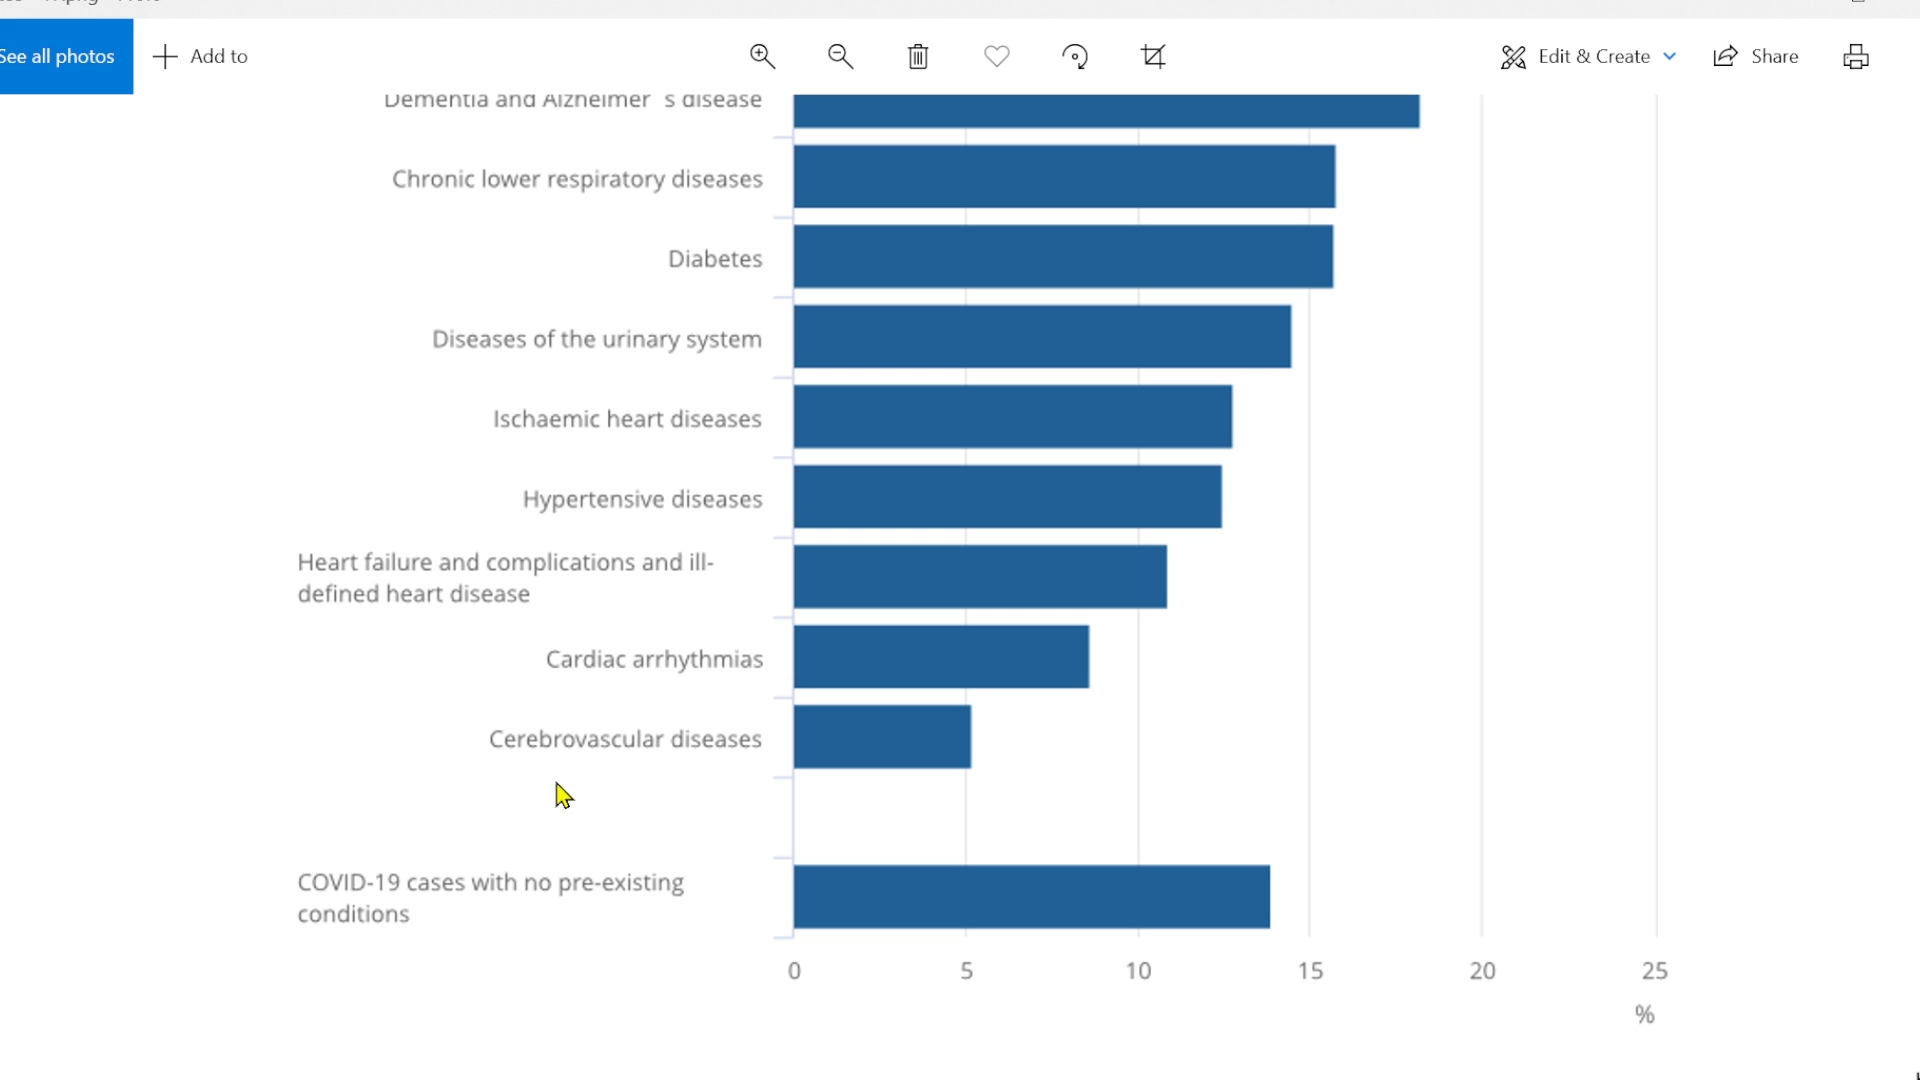 See all photos
Add to
Edit & Create
Share
Dementia and Alzheimer s disease
Chronic lower respiratory diseases
Diabetes
Diseases of the urinary system
Ischaemic heart diseases
Hypertensive diseases
Heart failure and complications and ill-
defined heart disease
Cardiac arrhythmias
Cerebrovascular diseases
COVID-19 cases with no pre-existing
conditions
0 5 10 15 20 25
%